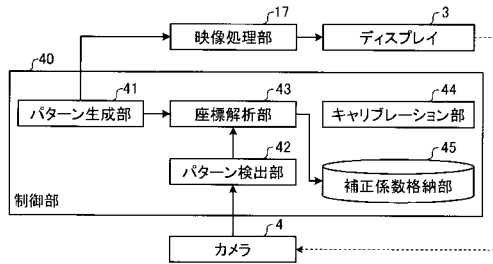 17
映像処理部
3
ディスプレイ
40
41
パターン生成部
43
座標解析部
44
キャリブレーション部
42
パターン検出部
45
補正係数格納部
制御部
4
カメラ